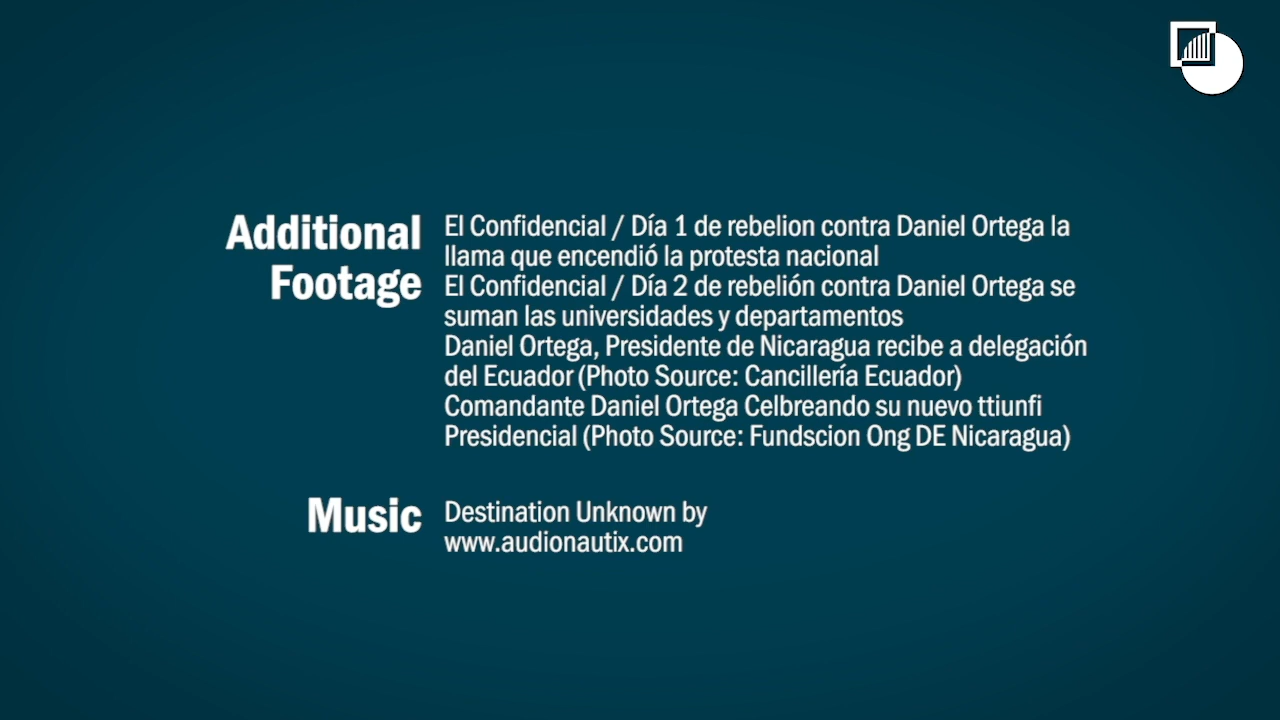 Additional
Footage
El Confidencial / Día 1 de rebelion contra Daniel Ortega la
llama que encendió la protesta nacional
El Confidencial / Día 2 de rebelión contra Daniel Ortega se
suman las universidades y departamentos
Daniel Ortega, Presidente de Nicaragua recibe a delegación
del Ecuador (Photo Source: Cancillería Ecuador)
Comandante Daniel Ortega Celbreando su nuevo ttiunfi
Presidencial (Photo Source: Fundscion Ong DE Nicaragua)
Music
Destination Unknown by
www.audionautix.com